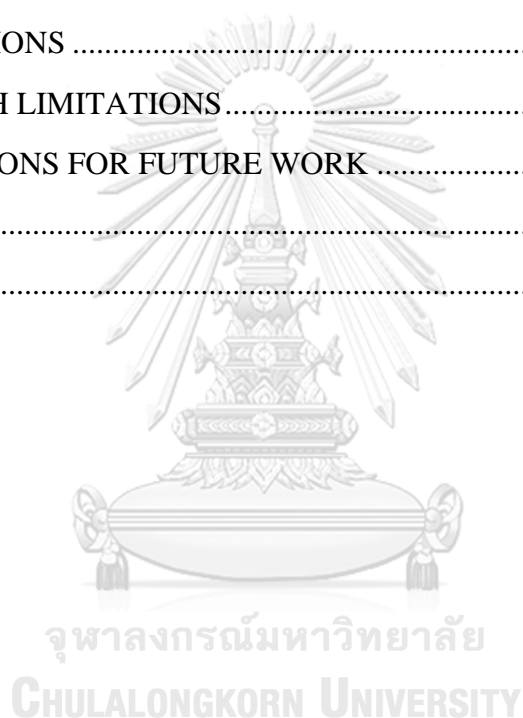 IONS ................................................................
H LIMITATIONS ................................................
ONS FOR FUTURE WORK ......................
................................................................
................................................................
จุฬาลงกรณ์มหาวิทยาลัย
CHULALONGKORN UNIVERSITY